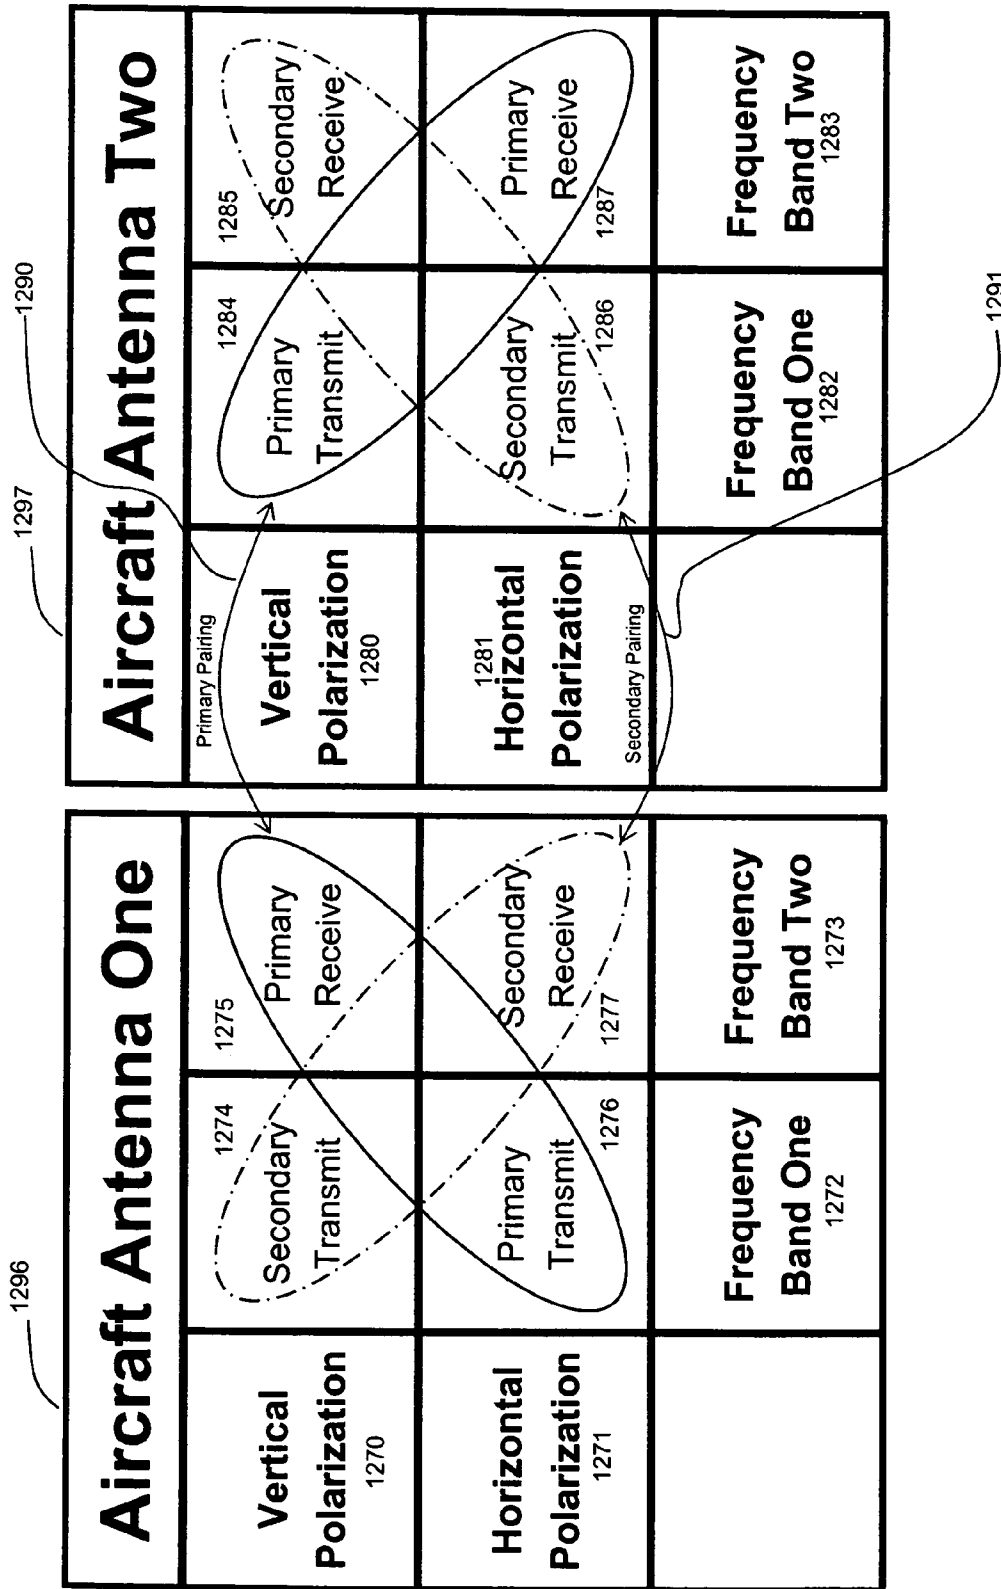 1296
Aircraft Antenna One
Vertical
Polarization
1270
1274
Secondary
Transmit
1275
Primary
Receive
Horizontal
Polarization
1271
Primary
Transmit
1276
Secondary
Receive
1277
Frequency
Band One
1272
Frequency
Band Two
1273
1297
1290
Aircraft Antenna Two
Primary Pairing
Vertical
Polarization
1280
1284
Primary
Transmit
1285
Secondary
Receive
1281
Horizontal
Polarization
Secondary Pairing
Secondary
Transmit
1286
Primary
Receive
1287
Frequency
Band One
1282
Frequency
Band Two
1283
1291